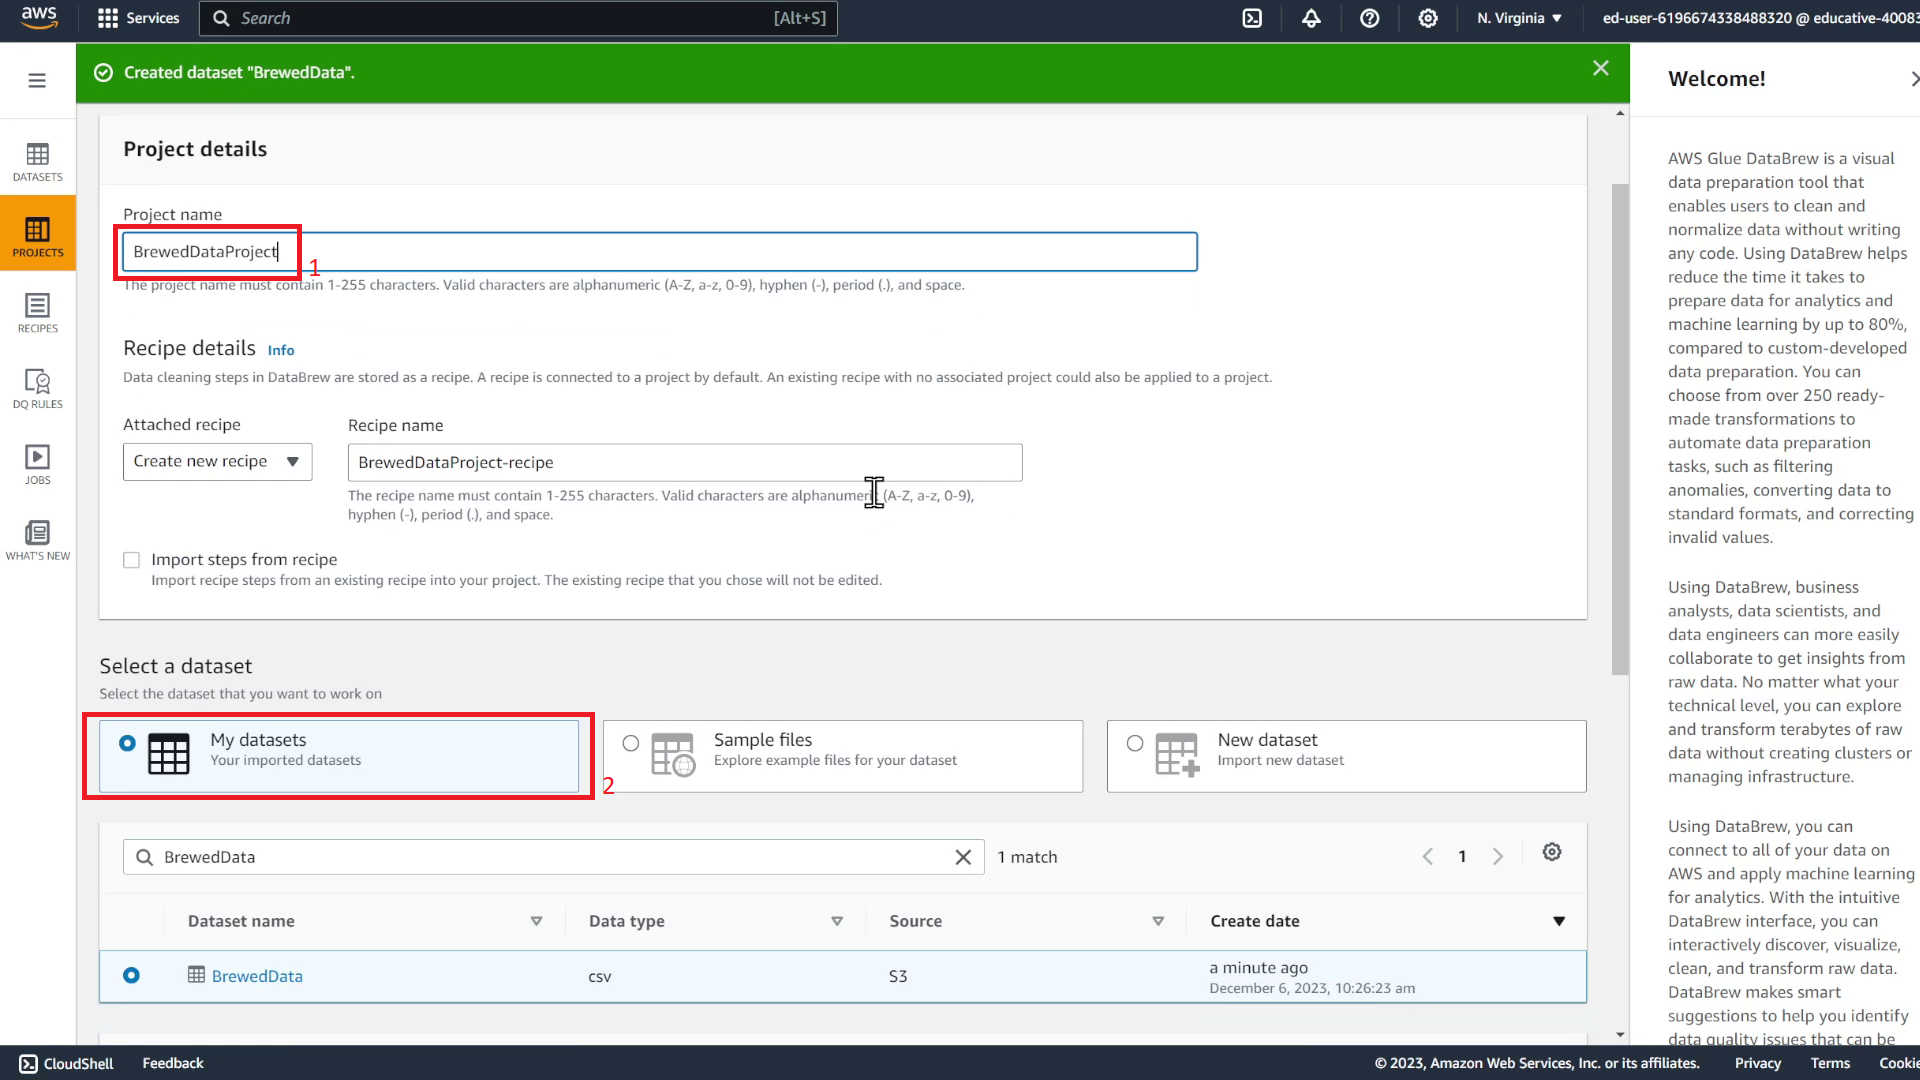 aws
Services
Search
[Alt+S]
N. Virginia ▼
ed-user-6196674338488320 @ educative-40083
Created dataset "BrewedData".
DATASETS
PROJECTS
RECIPES
DQ RULES
JOBS
WHAT'S NEW
Project details
Project name
BrewedDataProject
1
The project name must contain 1-255 characters. Valid characters are alphanumeric (A-Z, a-z, 0-9), hyphen (-), period (.), and space.
Recipe details Info
Data cleaning steps in DataBrew are stored as a recipe. A recipe is connected to a project by default. An existing recipe with no associated project could also be applied to a project.
Attached recipe
Recipe name
Create new recipe ▼
BrewedDataProject-recipe
The recipe name must contain 1-255 characters. Valid characters are alphanumeric (A-Z, a-z, 0-9),
hyphen (-), period (.), and space.
Import steps from recipe
Import recipe steps from an existing recipe into your project. The existing recipe that you chose will not be edited.
Select a dataset
Select the dataset that you want to work on
My datasets
Your imported datasets
2
Sample files
Explore example files for your dataset
New dataset
Import new dataset
BrewedData
1 match
1
Dataset name
Data type
Source
Create date
BrewedData
csv
S3
a minute ago
December 6, 2023, 10:26:23 am
Welcome!
AWS Glue DataBrew is a visual
data preparation tool that
enables users to clean and
normalize data without writing
any code. Using DataBrew helps
reduce the time it takes to
prepare data for analytics and
machine learning by up to 80%,
compared to custom-developed
data preparation. You can
choose from over 250 ready-
made transformations to
automate data preparation
tasks, such as filtering
anomalies, converting data to
standard formats, and correcting
invalid values.
Using DataBrew, business
analysts, data scientists, and
data engineers can more easily
collaborate to get insights from
raw data. No matter what your
technical level, you can explore
and transform terabytes of raw
data without creating clusters or
managing infrastructure.
Using DataBrew, you can
connect to all of your data on
AWS and apply machine learning
for analytics. With the intuitive
DataBrew interface, you can
interactively discover, visualize,
clean, and transform raw data.
DataBrew makes smart
suggestions to help you identify
data quality issues that can be
CloudShell
Feedback
© 2023, Amazon Web Services, Inc. or its affiliates.
Privacy
Terms
Cookie